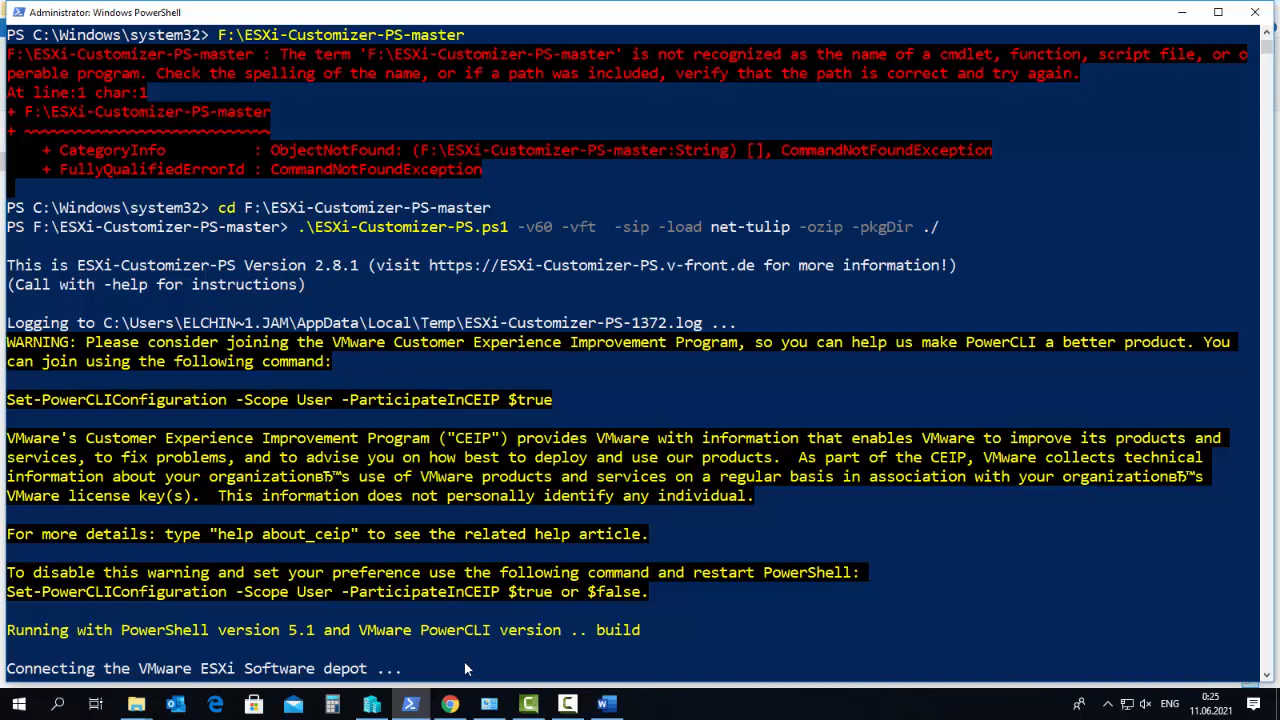 Administrator: Windows PowerShell
PS C:\Windows\system32> F:\ESXi-Customizer-PS-master
F:\ESXi-Customizer-PS-master : The term 'F:\ESXi-Customizer-PS-master' is not recognized as the name of a cmdlet, function, script file, or o
perable program. Check the spelling of the name, or if a path was included, verify that the path is correct and try again.
At line:1 char:1
+ F:\ESXi-Customizer-PS-master
+ ~~~~~~~~~~~~~~~~~~~~~~~~~~~~
+ CategoryInfo          : ObjectNotFound: (F:\ESXi-Customizer-PS-master:String) [], CommandNotFoundException
+ FullyQualifiedErrorId : CommandNotFoundException
PS C:\Windows\system32> cd F:\ESXi-Customizer-PS-master
PS F:\ESXi-Customizer-PS-master> .\ESXi-Customizer-PS.ps1 -v60 -vft  -sip -load net-tulip -ozip -pkgDir ./
This is ESXi-Customizer-PS Version 2.8.1 (visit https://ESXi-Customizer-PS.v-front.de for more information!)
(Call with -help for instructions)
Logging to C:\Users\ELCHIN~1.JAM\AppData\Local\Temp\ESXi-Customizer-PS-1372.log ...
WARNING: Please consider joining the VMware Customer Experience Improvement Program, so you can help us make PowerCLI a better product. You
can join using the following command:
Set-PowerCLIConfiguration -Scope User -ParticipateInCEIP $true
VMware's Customer Experience Improvement Program ("CEIP") provides VMware with information that enables VMware to improve its products and
services, to fix problems, and to advise you on how best to deploy and use our products.  As part of the CEIP, VMware collects technical
information about your organizationвЂ™s use of VMware products and services on a regular basis in association with your organizationвЂ™s
VMware license key(s).  This information does not personally identify any individual.
For more details: type "help about_ceip" to see the related help article.
To disable this warning and set your preference use the following command and restart PowerShell:
Set-PowerCLIConfiguration -Scope User -ParticipateInCEIP $true or $false.
Running with PowerShell version 5.1 and VMware PowerCLI version .. build
Connecting the VMware ESXi Software depot ...
ENG
0:25
11.06.2021